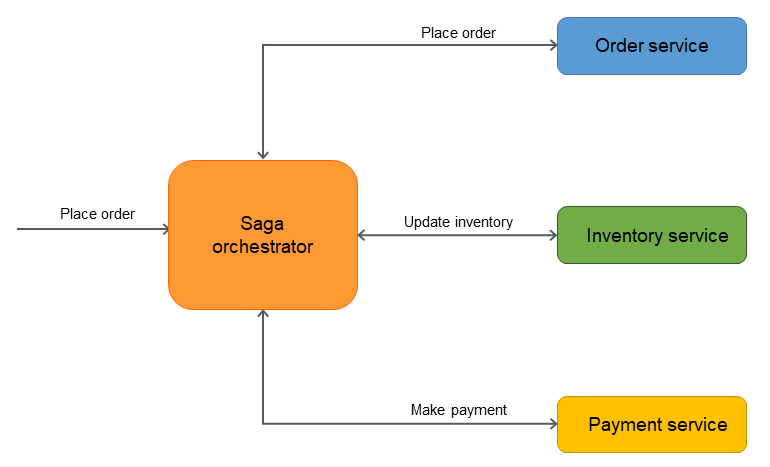 Place order
Order service
Place order
Saga
orchestrator
Update inventory
Inventory service
Make payment
Payment service